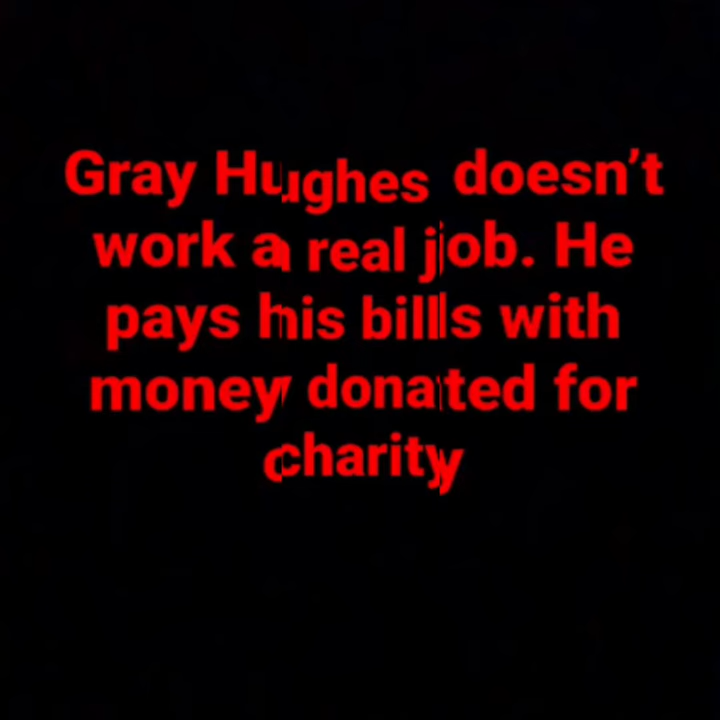 Gray Hughes doesn’t
work a real job. He
pays his bills with
money donated for
charity